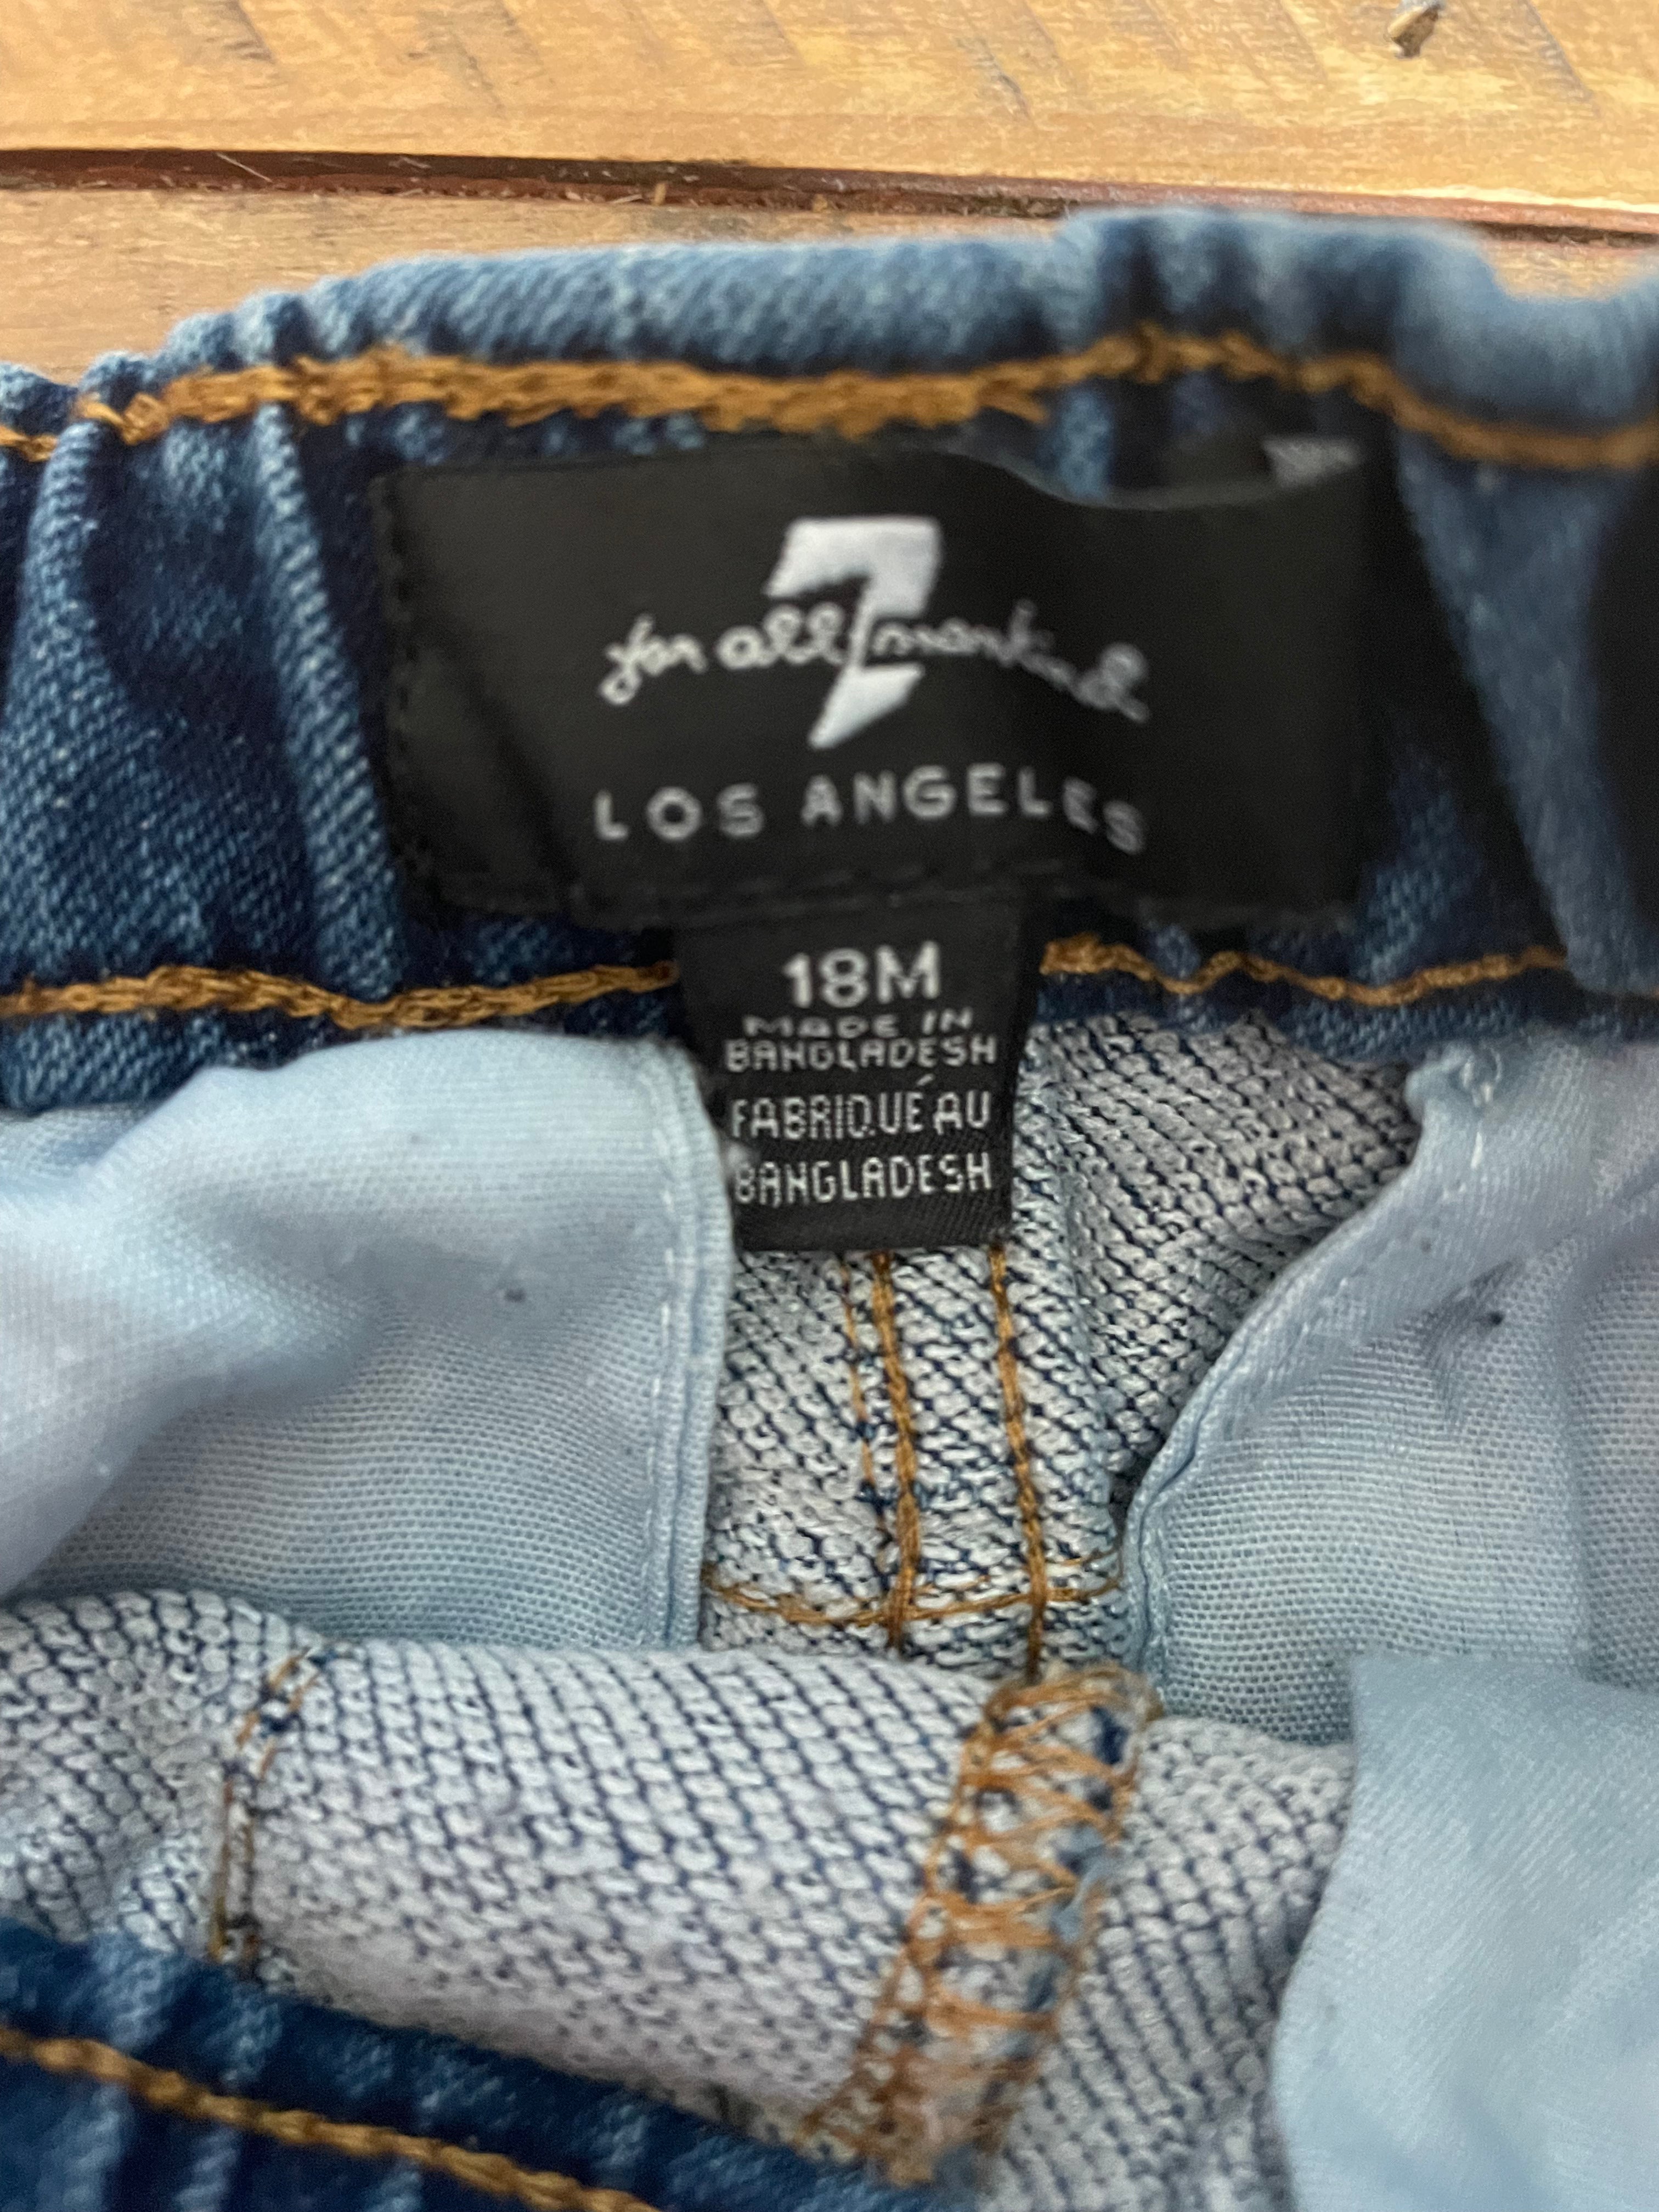 7
for all mankind
LOS ANGELES
18M
MADE IN
BANGLADESH
FABRIQUÉ AU
BANGLADESH